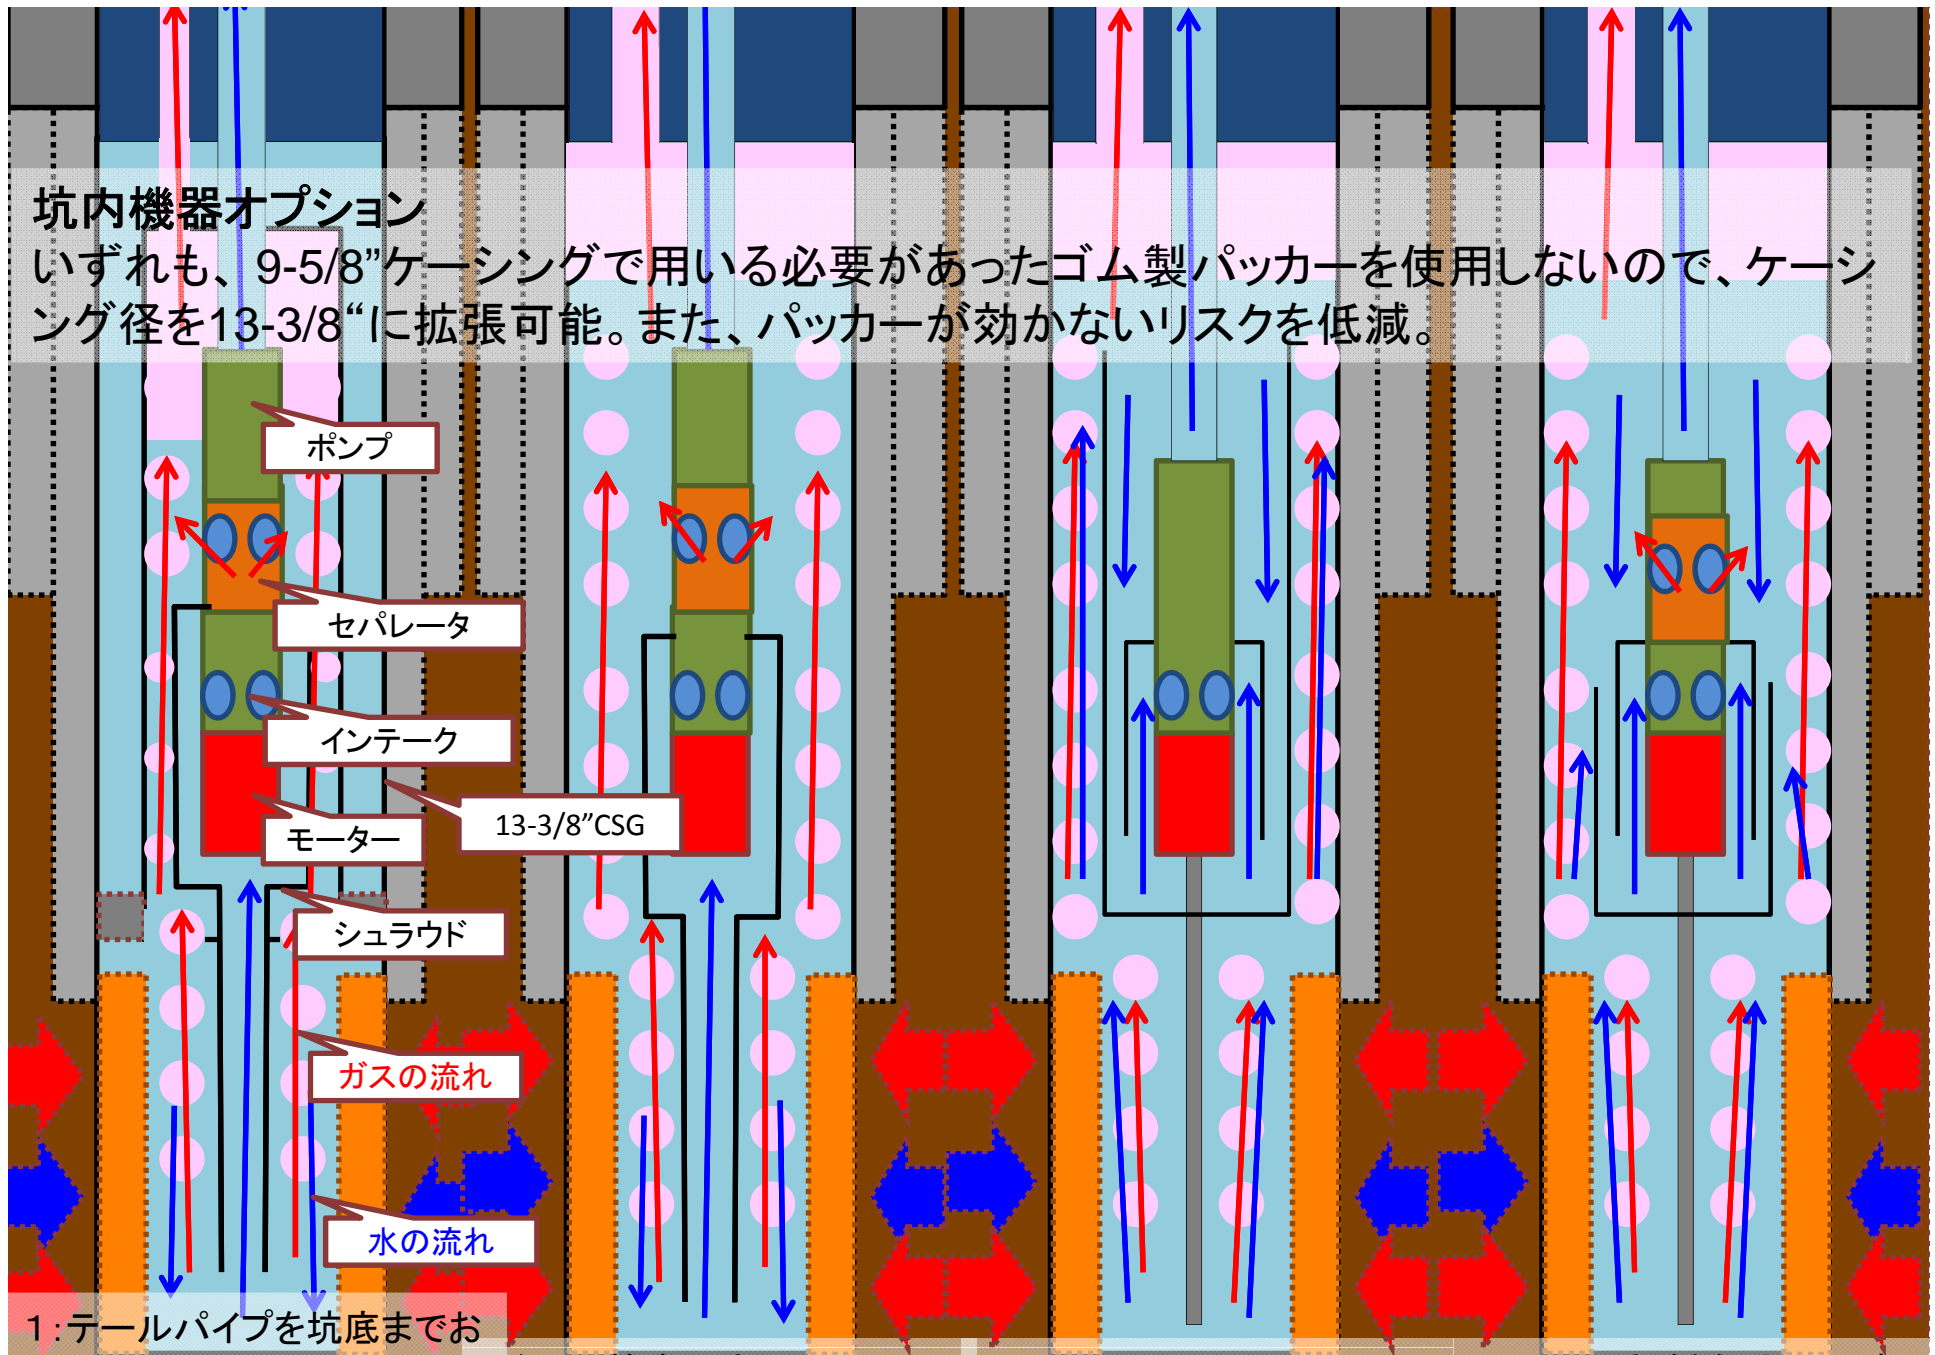 坑内機器オプション
いずれも、9-5/8”ケーシングで用いる必要があったゴム製パッカーを使用しないので、ケーシ
ング径を13-3/8“に拡張可能。また、パッカーが効かないリスクを低減。
ポンプ
セパレータ
インテーク
13-3/8”CSG
モーター
シュラウド
ガスの流れ
水の流れ
1:テールパイプを坑底までお